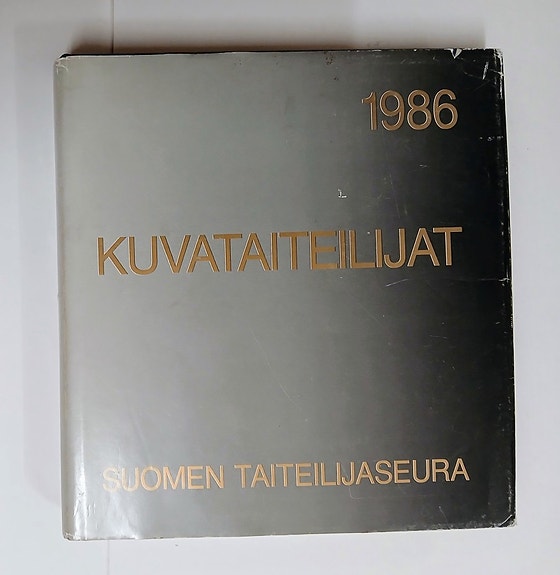 1986
KUVATAITEILIJAT
SUOMEN TAITEILIJASEURA